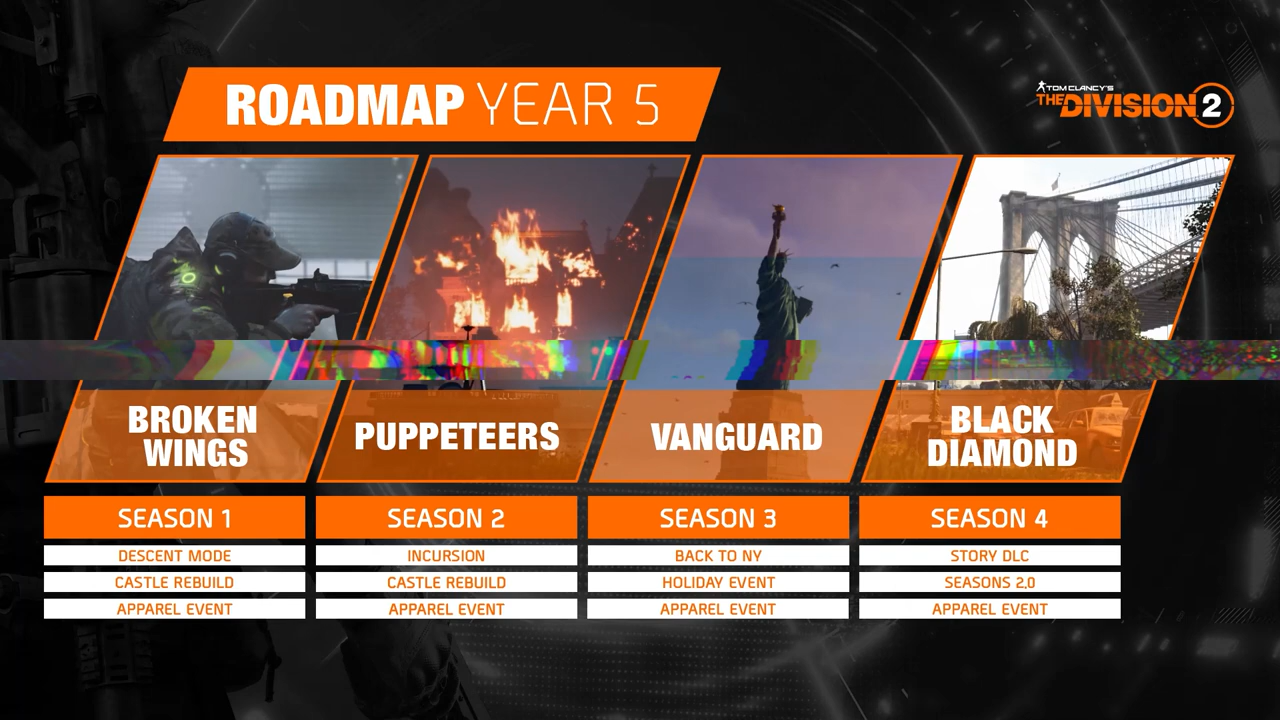 ROADMAP YEAR 5
TOM CLANCY'S
THE DIVISION 2
BROKEN
WINGS
PUPPETEERS
VANGUARD
BLACK
DIAMOND
SEASON 1
SEASON 2
SEASON 3
SEASON 4
DESCENT MODE
INCURSION
BACK TO NY
STORY DLC
CASTLE REBUILD
CASTLE REBUILD
HOLIDAY EVENT
SEASONS 2.0
APPAREL EVENT
APPAREL EVENT
APPAREL EVENT
APPAREL EVENT